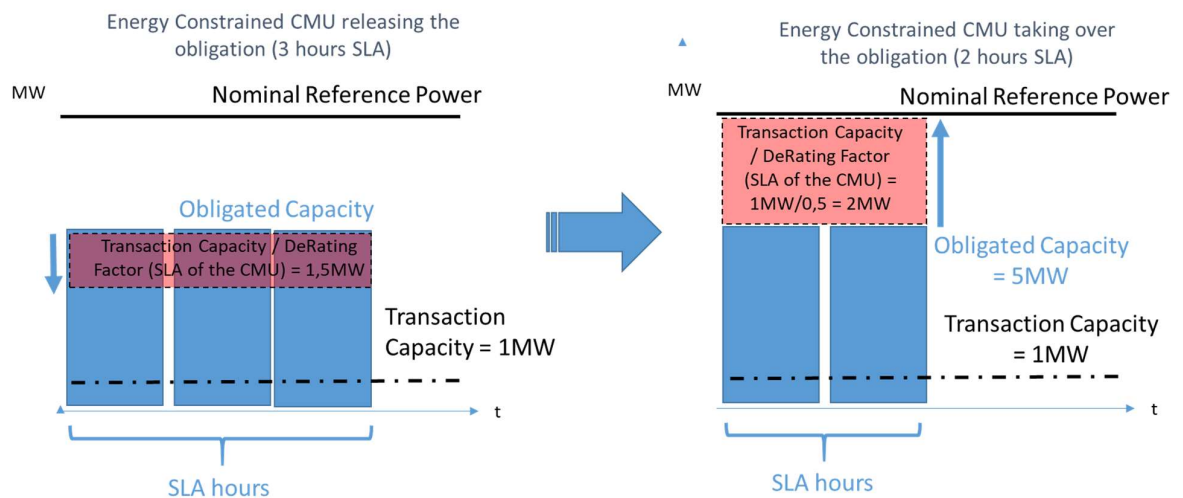 Energy Constrained CMU releasing the
obligation (3 hours SLA)
MW
Nominal Reference Power
Obligated Capacity
Transaction Capacity / DeRating
Factor (SLA of the CMU) = 1,5MW
Transaction
Capacity = 1MW
t
SLA hours
Energy Constrained CMU taking over
the obligation (2 hours SLA)
MW
Nominal Reference Power
Transaction Capacity
/ DeRating Factor
(SLA of the CMU) =
1MW/0,5 = 2MW
Obligated Capacity
= 5MW
Transaction Capacity
= 1MW
t
SLA hours